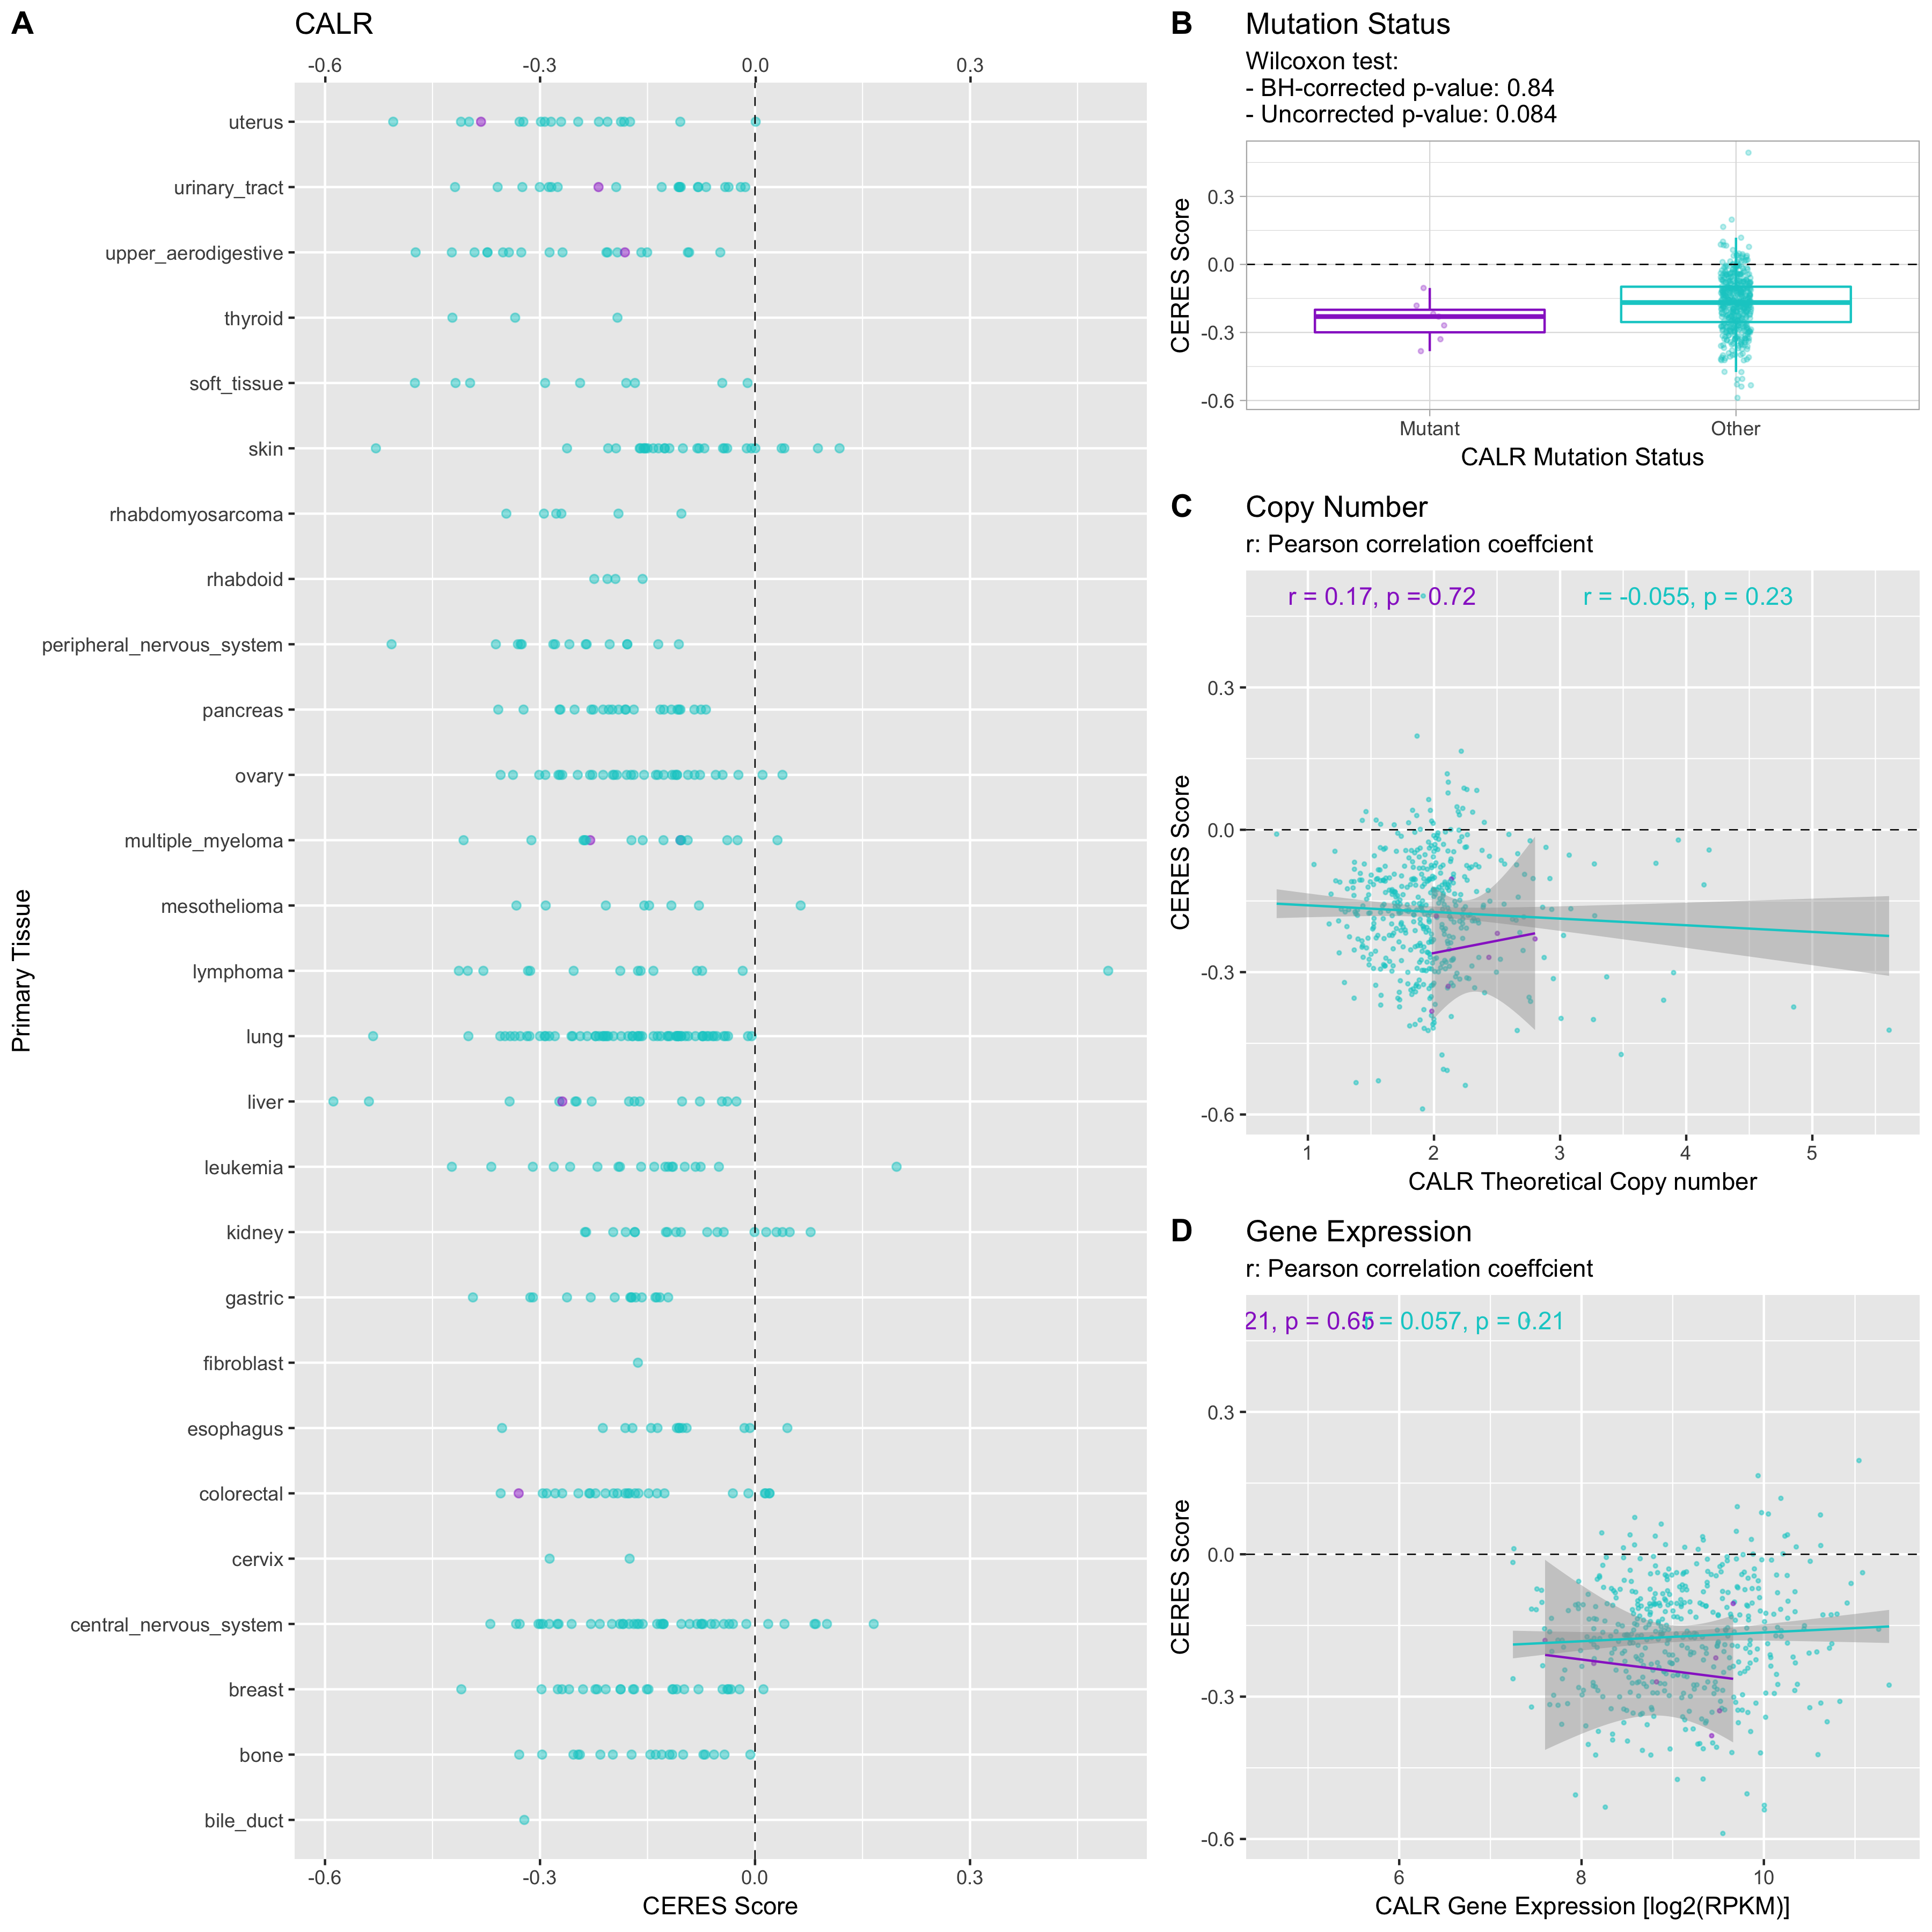 A
CALR
-0.6
-0.3
0.0
0.3
Primary Tissue
uterus
urinary_tract
upper_aerodigestive
thyroid
soft_tissue
skin
rhabdomyosarcoma
rhabdoid
peripheral_nervous_system
pancreas
ovary
multiple_myeloma
mesothelioma
lymphoma
lung
liver
leukemia
kidney
gastric
fibroblast
esophagus
colorectal
cervix
central_nervous_system
breast
bone
bile_duct
-0.6
-0.3
0.0
0.3
CERES Score
B
Mutation Status
Wilcoxon test:
- BH-corrected p-value: 0.84
- Uncorrected p-value: 0.084
CERES Score
0.3
0.0
-0.3
-0.6
Mutant
Other
CALR Mutation Status
C
Copy Number
r: Pearson correlation coeffcient
r = 0.17, p = 0.72
r = -0.055, p = 0.23
CERES Score
0.3
0.0
-0.3
-0.6
1
2
3
4
5
CALR Theoretical Copy number
D
Gene Expression
r: Pearson correlation coeffcient
21, p = 0.65
r = 0.057, p = 0.21
CERES Score
0.3
0.0
-0.3
-0.6
6
8
10
CALR Gene Expression [log2(RPKM)]